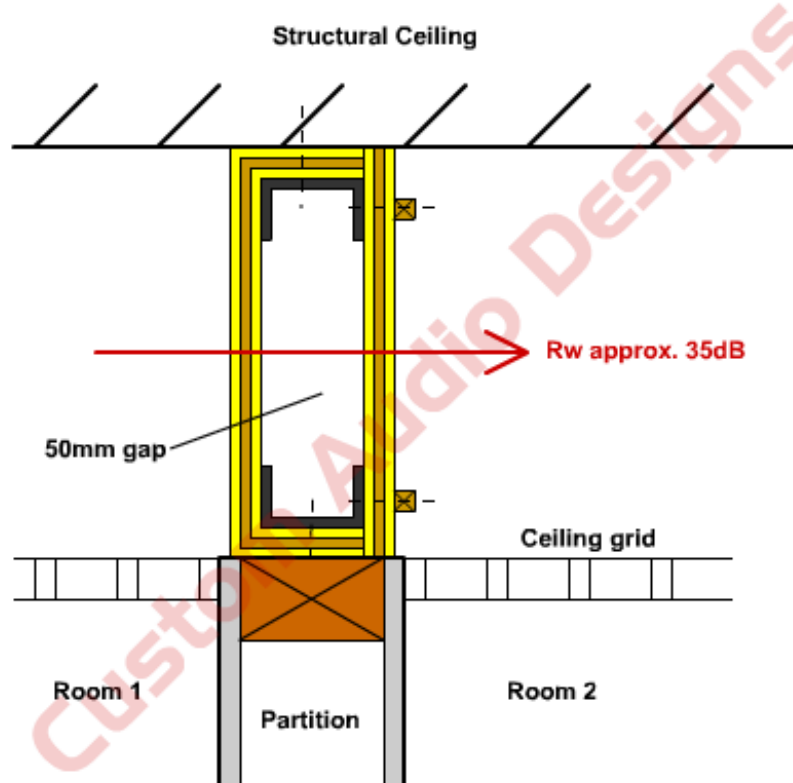 Structural Ceiling
Rw approx. 35dB
50mm gap
Ceiling grid
Room 1
Room 2
Partition
Custom Audio Designs